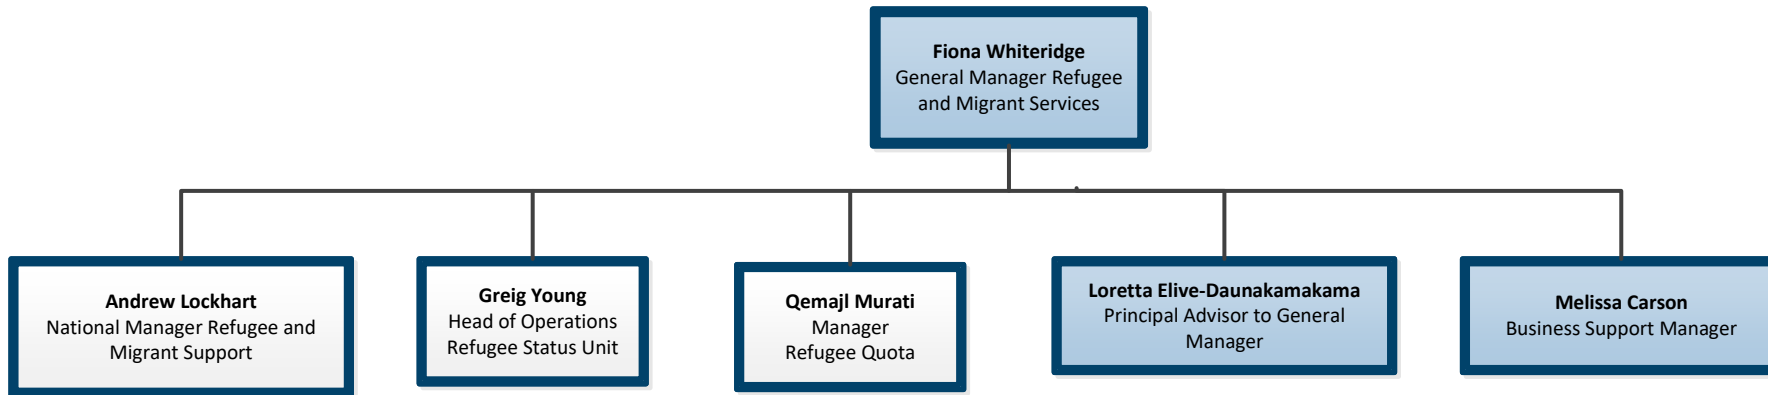 Fiona Whiteridge
General Manager Refugee
and Migrant Services
Andrew Lockhart
National Manager Refugee and
Migrant Support
Greig Young
Head of Operations
Refugee Status Unit
Qemajl Murati
Manager
Refugee Quota
Loretta Elive-Daunakamakama
Principal Advisor to General
Manager
Melissa Carson
Business Support Manager